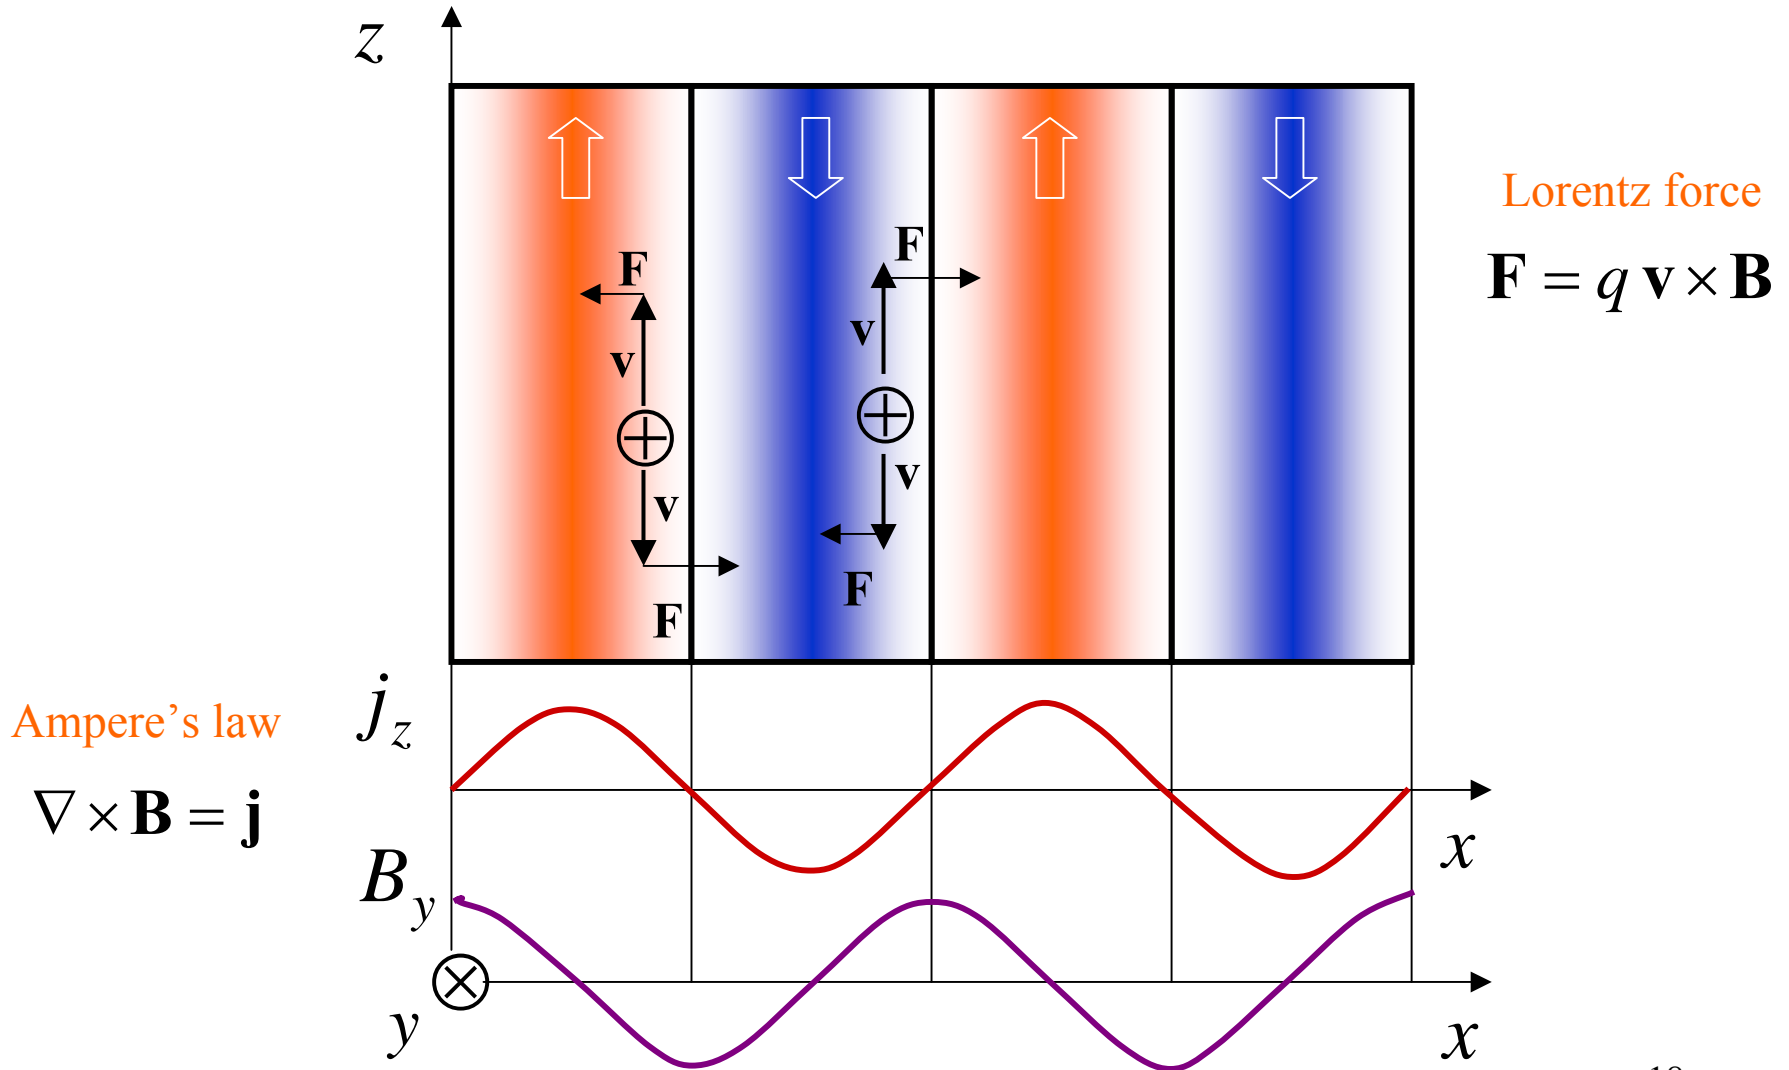 z
Lorentz force
F = q v × B
F
F
v
v
v
v
F
F
Ampere’s law
∇ × B = j
j_z
x
B_y
y
x